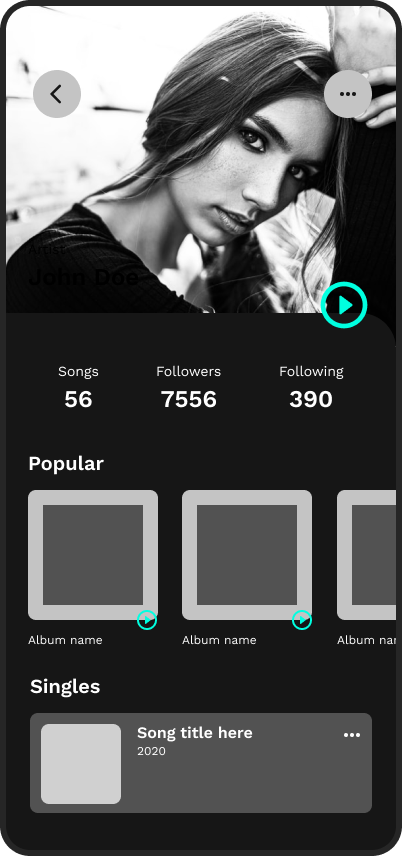 Artist
John Doe
Songs Followers Following
56 7556 390
Popular
Album name Album name Album nar
Singles
Song title here
2020